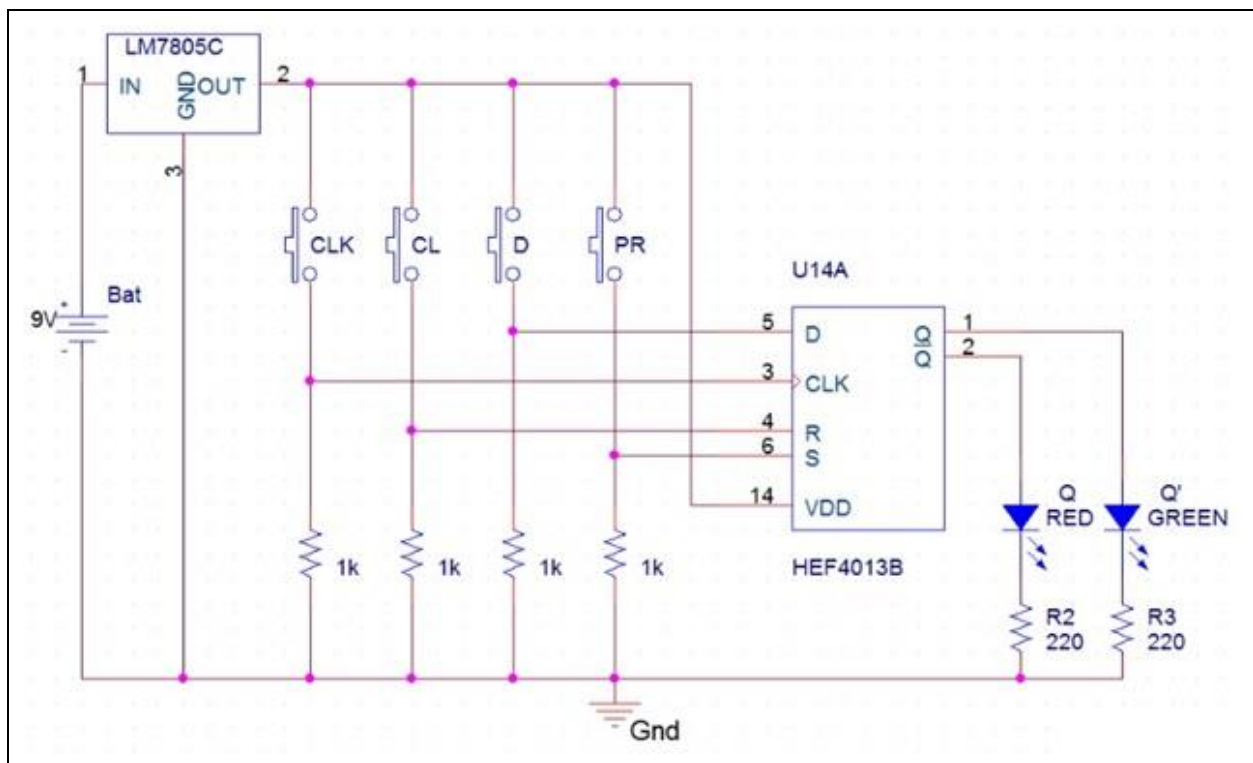 LM7805C
1 IN GND OUT 2
3
CLK CL D PR
U14A
Bat
9V
+
-
5 D Q 1
Q 2
3 CLK
4 R
6 S
14 VDD
Q Q'
RED GREEN
1k 1k 1k 1k
HEF4013B
R2 R3
220 220
Gnd